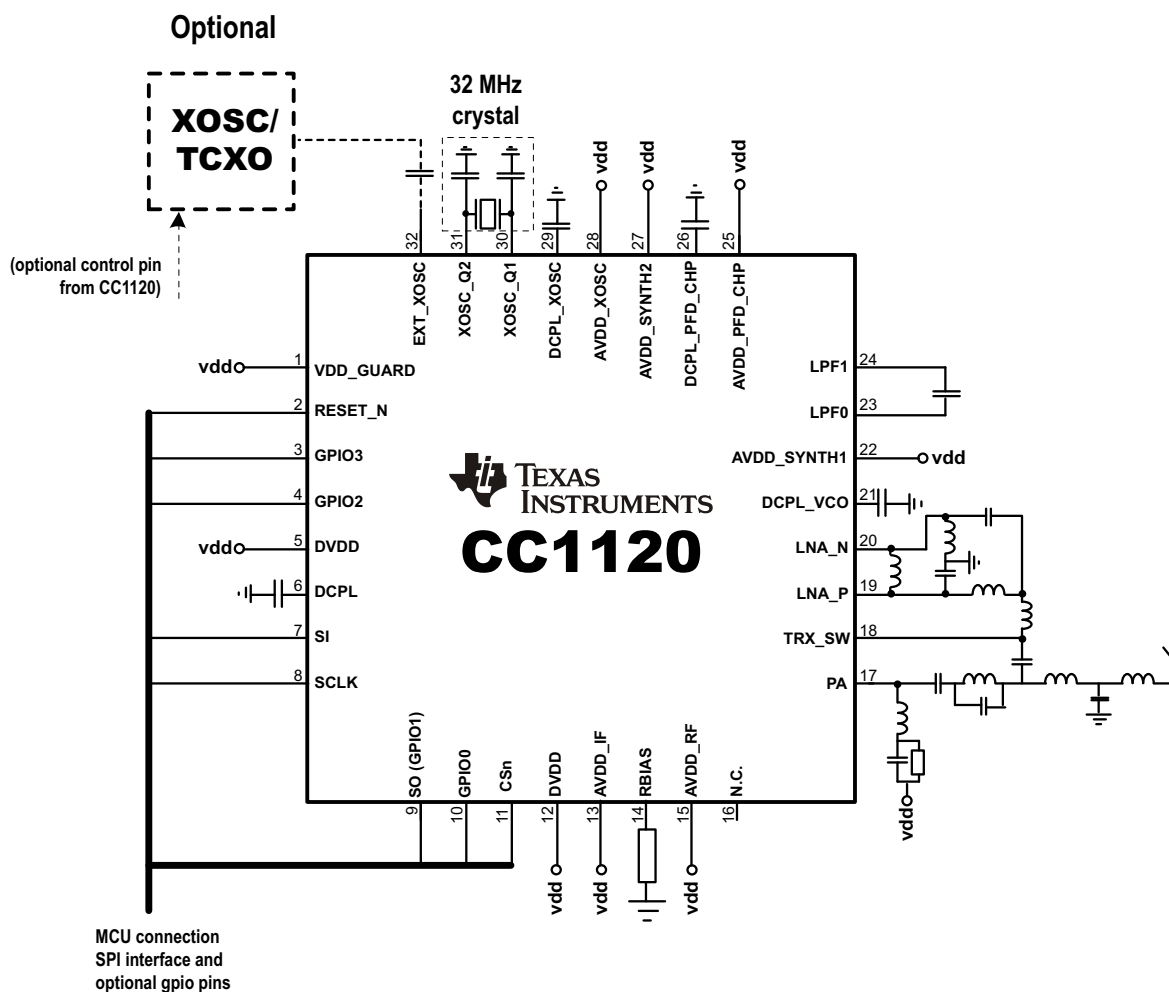 Optional
XOSC/
TCXO
32 MHz
crystal
(optional control pin
from CC1120)
vdd
vdd
vdd
32
31
30
29
28
27
26
25
EXT_XOSC
XOSC_Q2
XOSC_Q1
DCPL_XOSC
AVDD_XOSC
AVDD_SYNTH2
DCPL_PFD_CHP
AVDD_PFD_CHP
vdd
1
VDD_GUARD
2
RESET_N
3
GPIO3
4
GPIO2
vdd
5
DVDD
6
DCPL
7
SI
8
SCLK
TEXAS
INSTRUMENTS
CC1120
LPF1
24
LPF0
23
AVDD_SYNTH1
22
vdd
DCPL_VCO
21
LNA_N
20
LNA_P
19
TRX_SW
18
PA
17
vdd
SO (GPIO1)
GPIO0
CSn
DVDD
AVDD_IF
RBIAS
AVDD_RF
N.C.
9
10
11
12
13
14
15
16
vdd
vdd
vdd
MCU connection
SPI interface and
optional gpio pins